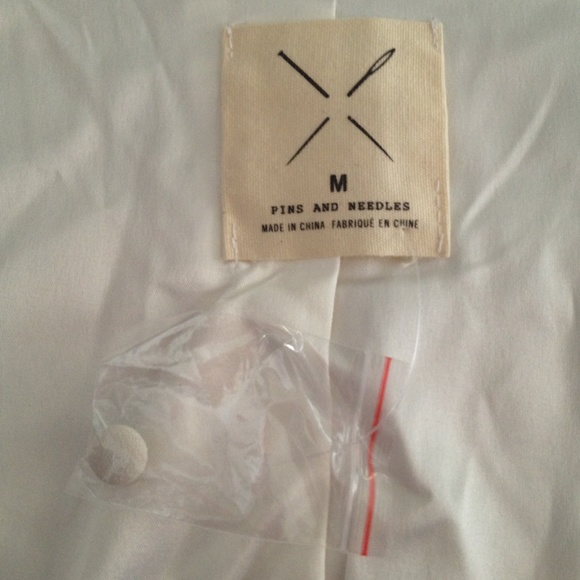 M
PINS AND NEEDLES
MADE IN CHINA FABRIQUÉ EN CHINE